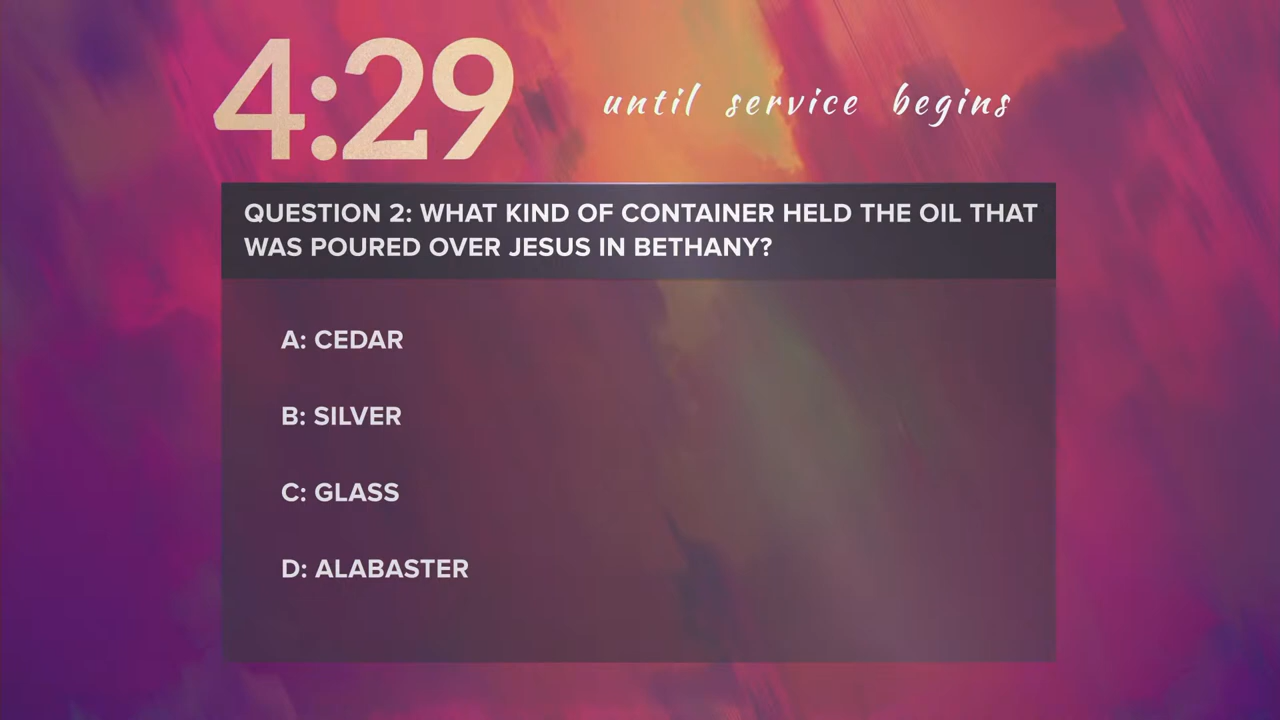 4:29
until service begins
QUESTION 2: WHAT KIND OF CONTAINER HELD THE OIL THAT
WAS POURED OVER JESUS IN BETHANY?
A: CEDAR
B: SILVER
C: GLASS
D: ALABASTER